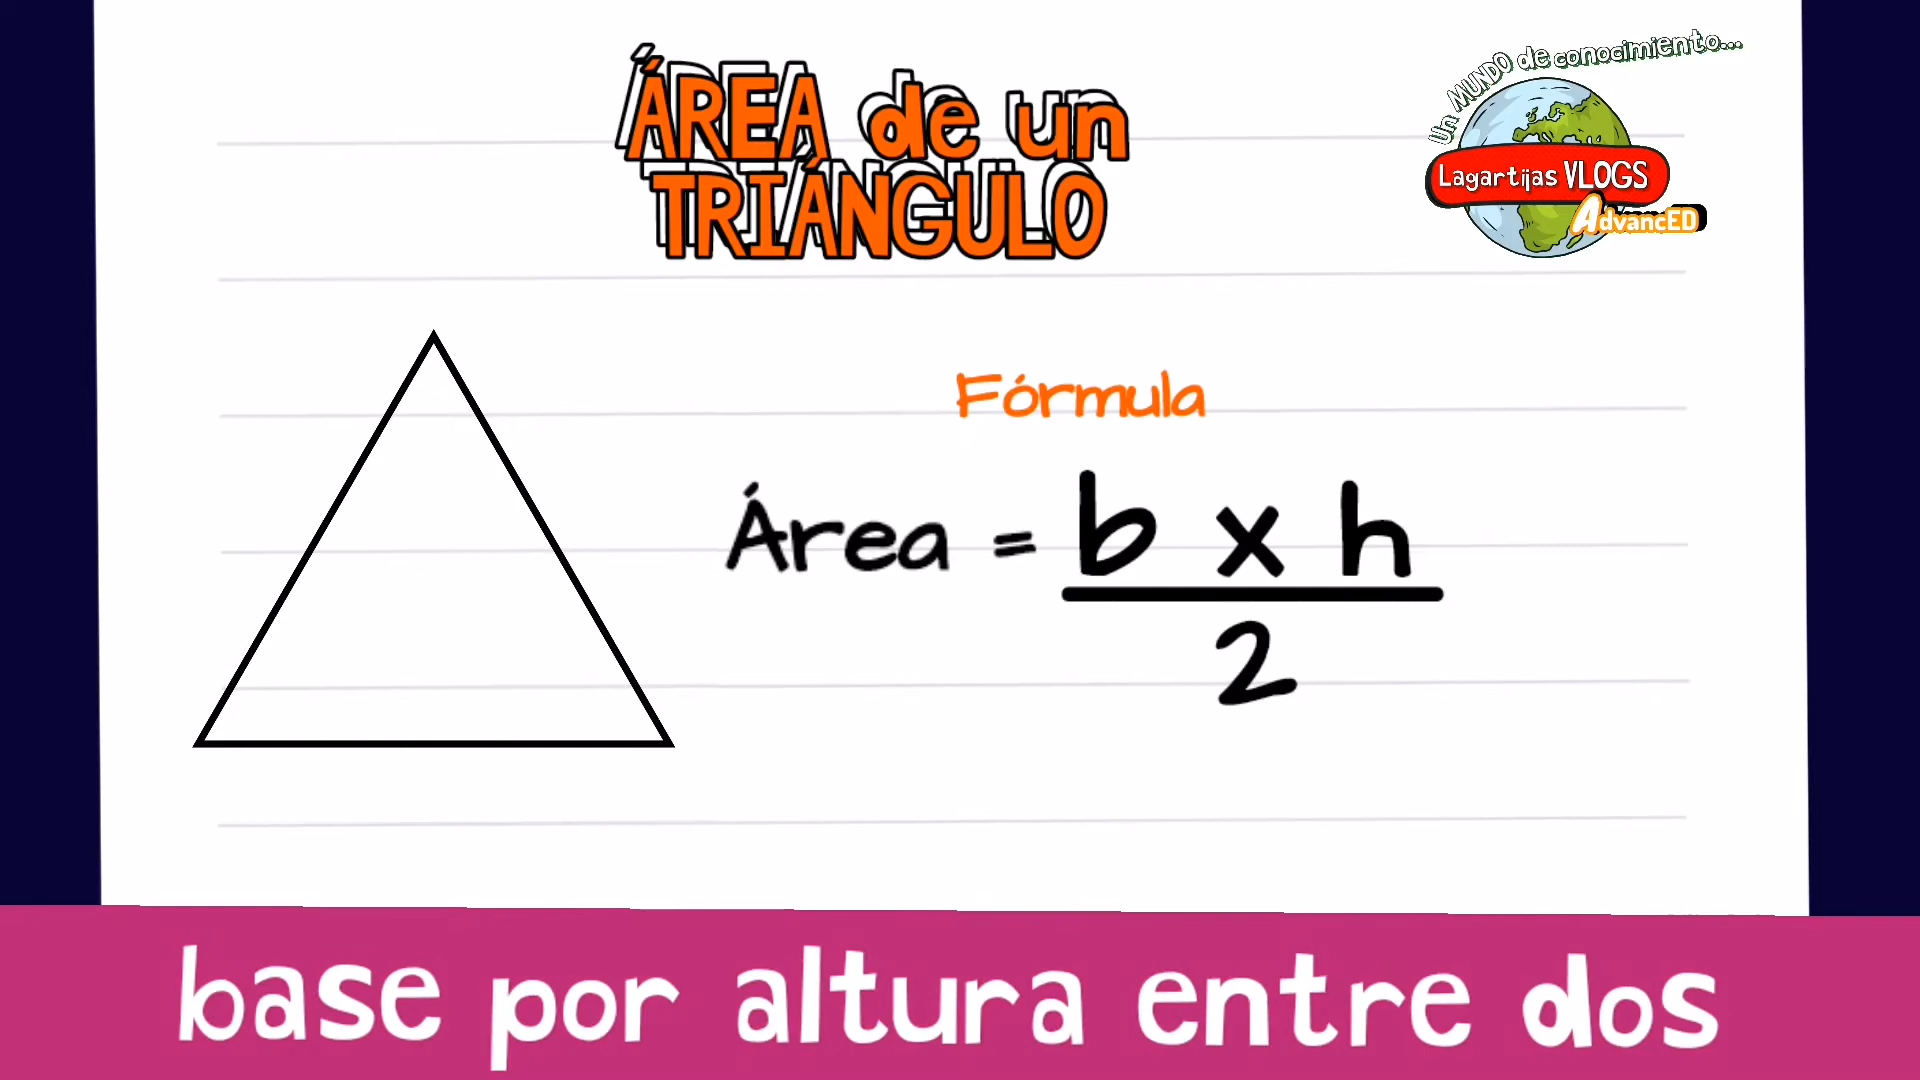 ÁREA de un
TRIÁNGULO
Un MUNDO de conocimiento...
Lagartijas VLOGS
AdvancED
Fórmula
Área = b x h
2
base por altura entre dos